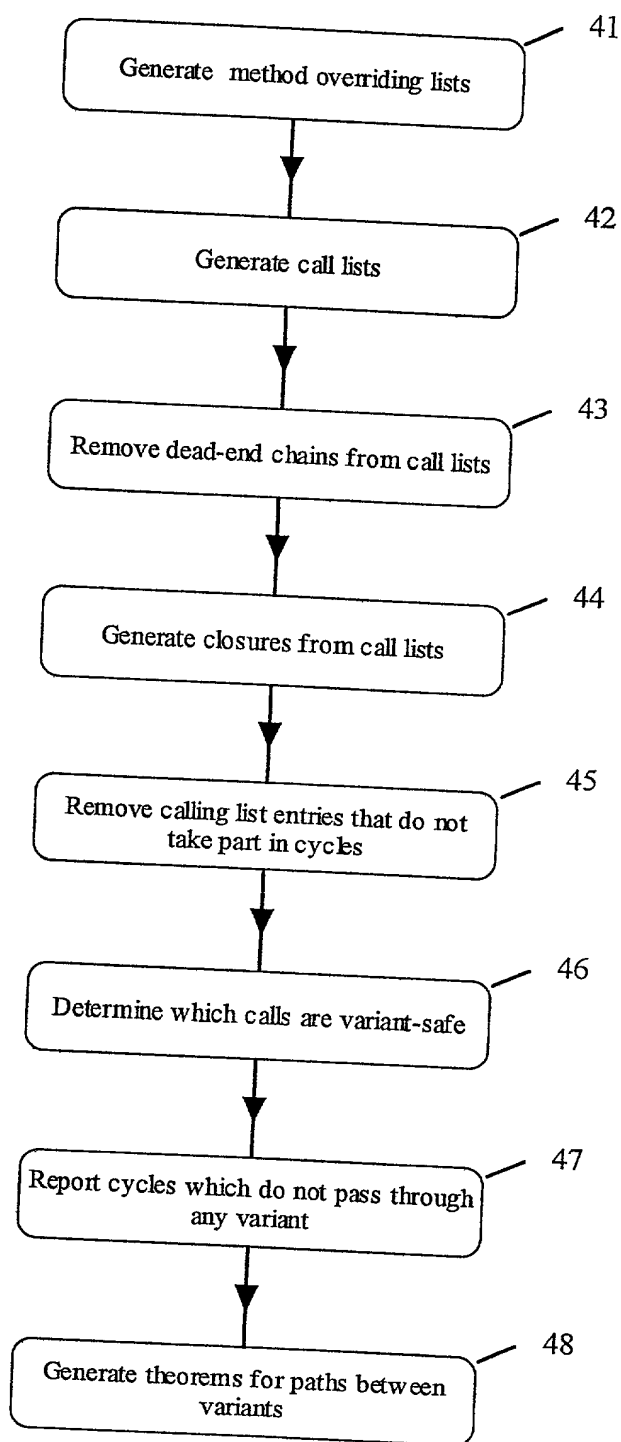 41
Generate method overriding lists
42
Generate call lists
43
Remove dead-end chains from call lists
44
Generate closures from call lists
45
Remove calling list entries that do not
take part in cycles
46
Determine which calls are variant-safe
47
Report cycles which do not pass through
any variant
48
Generate theorems for paths between
variants